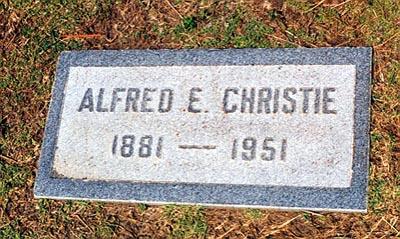 ALFRED E. CHRISTIE
1881 — 1951